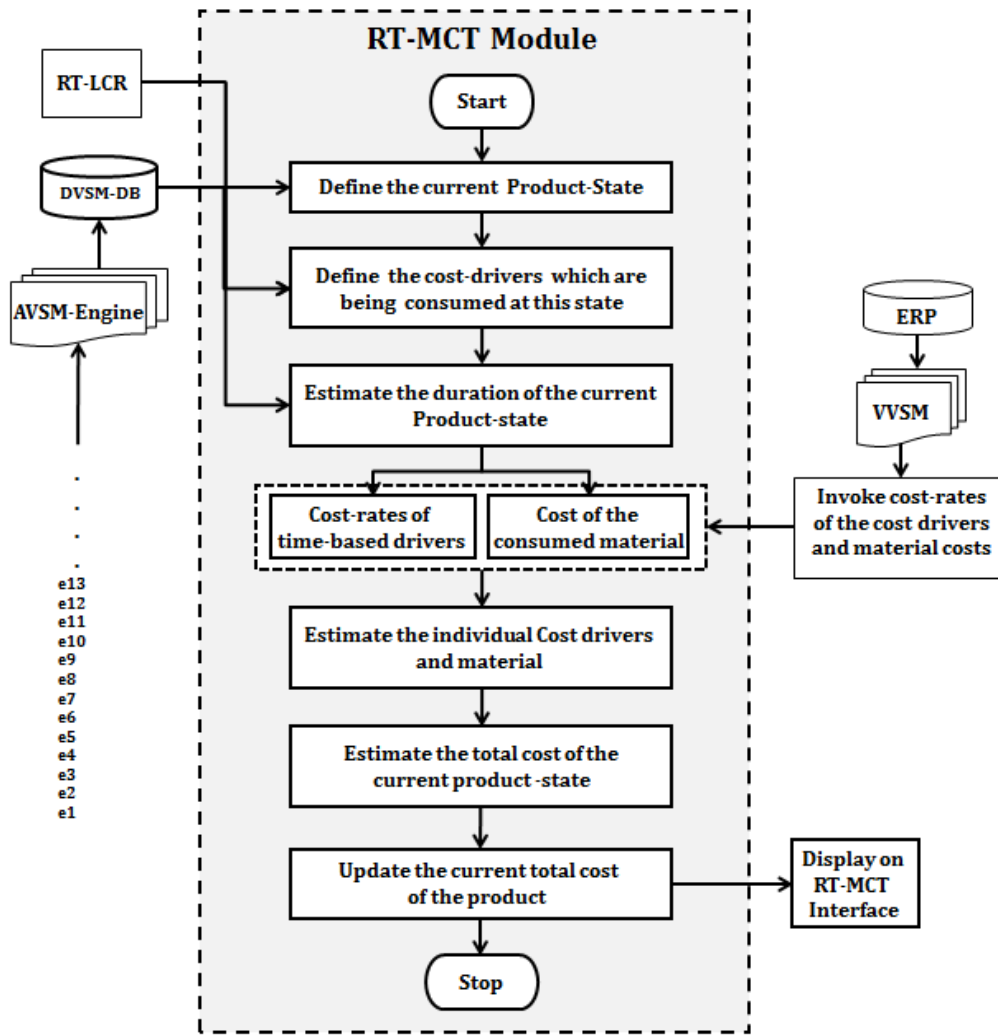 RT-MCT Module
RT-LCR
Start
DVSM-DB
Define the current Product-State
AVSM-Engine
Define the cost-drivers which are
being consumed at this state
ERP
Estimate the duration of the current
Product-state
VVSM
Cost-rates of
time-based drivers
Cost of the
consumed material
Invoke cost-rates
of the cost drivers
and material costs
.
.
.
.
e13
e12
e11
e10
e9
e8
e7
e6
e5
e4
e3
e2
e1
Estimate the individual Cost drivers
and material
Estimate the total cost of the
current product -state
Update the current total cost
of the product
Display on
RT-MCT
Interface
Stop